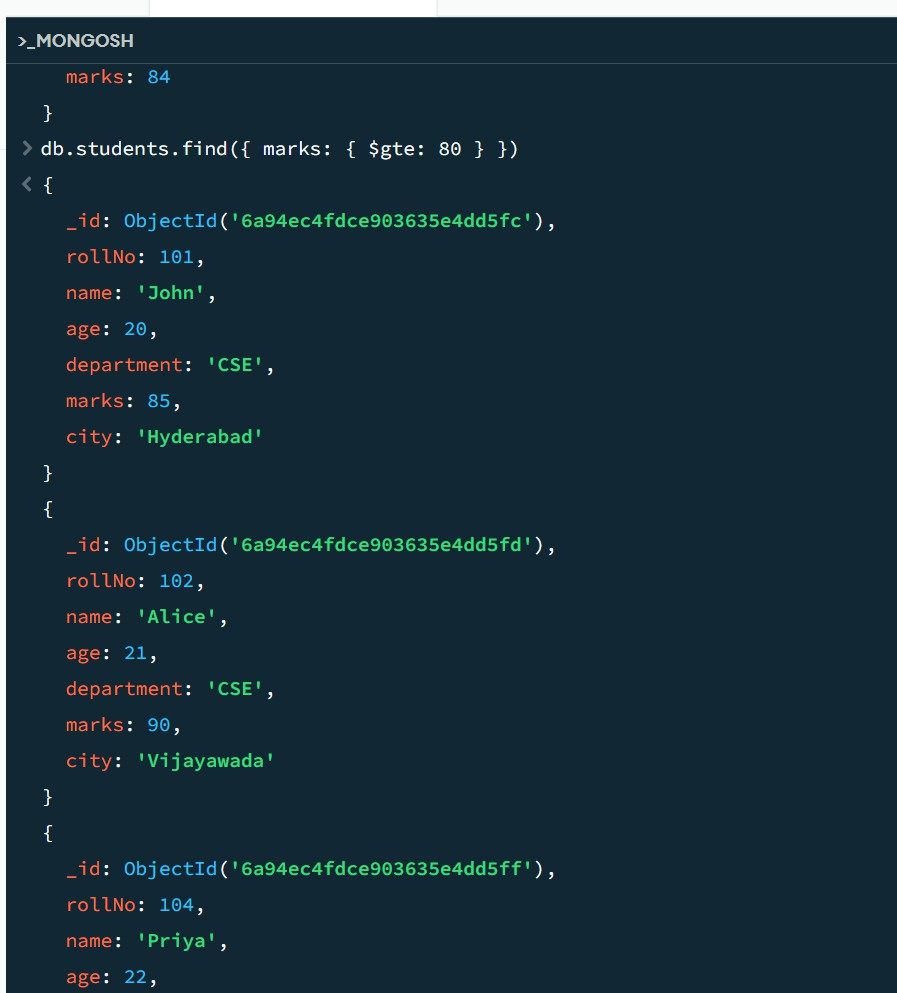 >_MONGOSH
marks: 84
}
> db.students.find({ marks: { $gte: 80 } })
< {
_id: ObjectId('6a94ec4fdce903635e4dd5fc'),
rollNo: 101,
name: 'John',
age: 20,
department: 'CSE',
marks: 85,
city: 'Hyderabad'
}
{
_id: ObjectId('6a94ec4fdce903635e4dd5fd'),
rollNo: 102,
name: 'Alice',
age: 21,
department: 'CSE',
marks: 90,
city: 'Vijayawada'
}
{
_id: ObjectId('6a94ec4fdce903635e4dd5ff'),
rollNo: 104,
name: 'Priya',
age: 22,